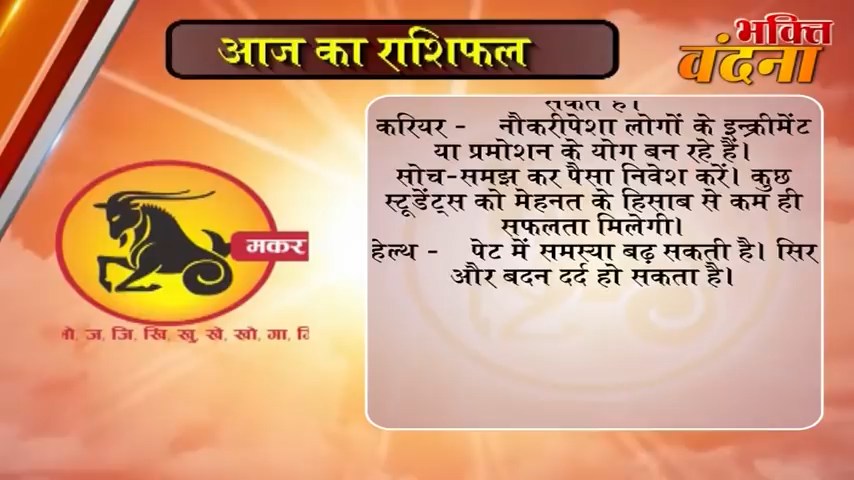 आज का राशिफल
भक्ति
वंदना
सकते हैं।
करियर - नौकरीपेशा लोगों के इन्क्रीमेंट
या प्रमोशन के योग बन रहे हैं।
सोच-समझ कर पैसा निवेश करें। कुछ
स्टूडेंट्स को मेहनत के हिसाब से कम ही
सफलता मिलेगी।
हेल्थ - पेट में समस्या बढ़ सकती है। सिर
और बदन दर्द हो सकता है।
मकर
ज, जि, खि, खु, खे, खो, गा,